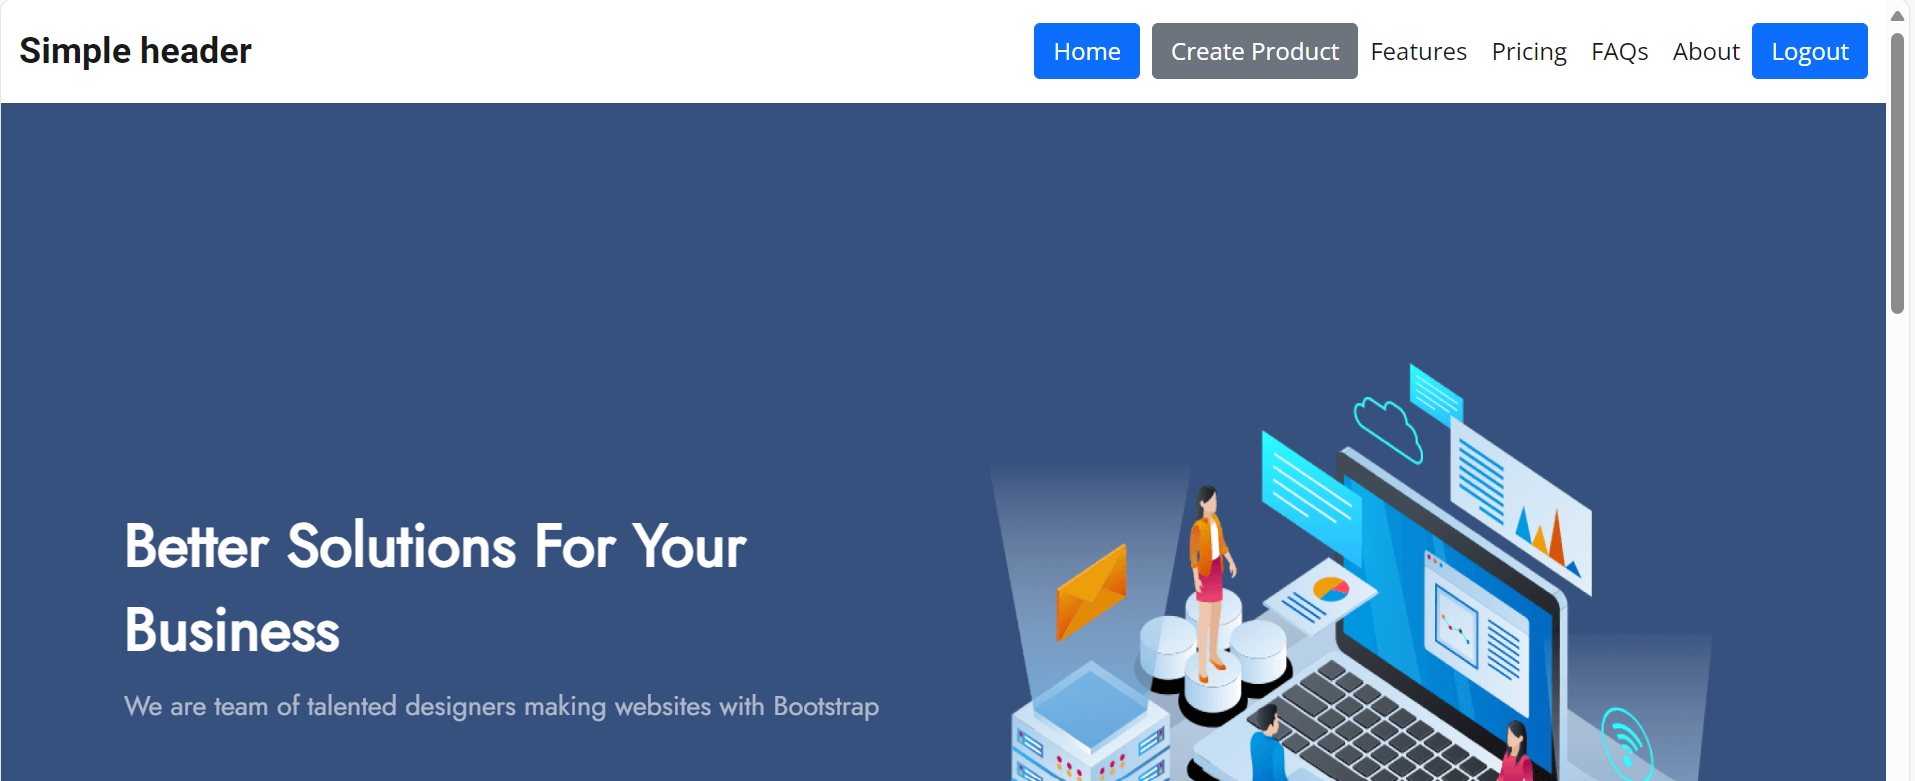 Simple header
Home Create Product Features Pricing FAQs About Logout
Better Solutions For Your
Business
We are team of talented designers making websites with Bootstrap